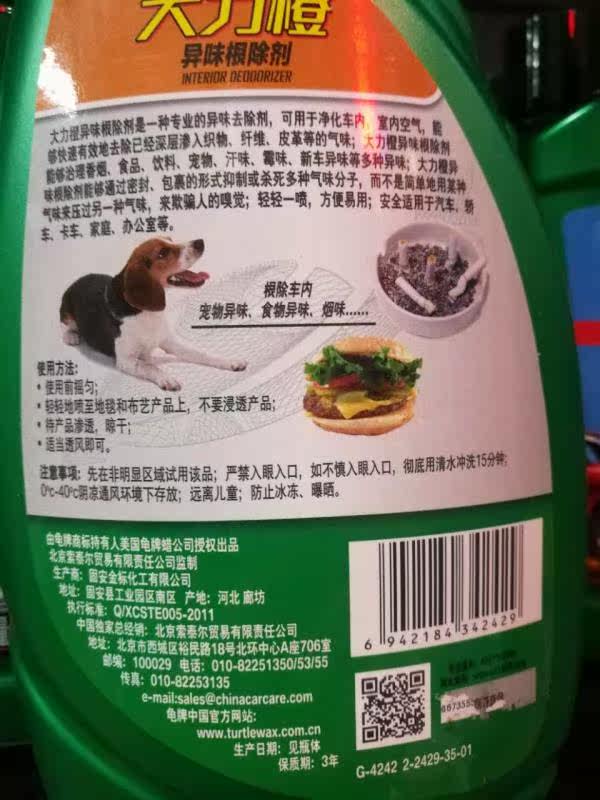 大力橙
异味根除剂
INTERIOR DEODORIZER
大力橙异味根除剂是一种专业的异味去除剂，可用于净化车内、室内空气，能
够快速有效地去除已经深层渗入织物、纤维、皮革等的气味；大力橙异味根除剂
能够治理香烟、食品、饮料、宠物、汗味、霉味、新车异味等多种异味；大力橙异
味根除剂能够通过密封、包裹的形式抑制或杀死多种气味分子，而不是简单地用某种
气味来压过另一种气味，来欺骗人的嗅觉；轻轻一喷，方便易用；安全适用于汽车、轿
车、卡车、家庭、办公室等。
根除车内
宠物异味、食物异味、烟味......
使用方法：
• 使用前摇匀；
• 轻轻地喷至地毯和布艺产品上，不要浸透产品；
• 待产品渗透，晾干；
• 适当通风即可。
注意事项：先在非明显区域试用该品；严禁入眼入口，如不慎入眼入口，彻底用清水冲洗15分钟；
0℃-40℃阴凉通风环境下存放；远离儿童；防止冰冻、曝晒。
由龟牌商标持有人美国龟牌蜡公司授权出品
北京索泰尔贸易有限责任公司监制
生产商：固安金标化工有限公司
地址：固安县工业园区南区 产地：河北 廊坊
执行标准：Q/XCSTE005-2011
中国独家总经销：北京索泰尔贸易有限责任公司
地址：北京市西城区裕民路18号北环中心A座706室
邮编：100029 电话：010-82251350/53/55
传真：010-82253135
e-mail:sales@chinacarcare.com
龟牌中国官方网站：
www.turtlewax.com.cn
生产日期：见瓶体
保质期：3年
6 942184 342429
G-4242 2-2429-35-01